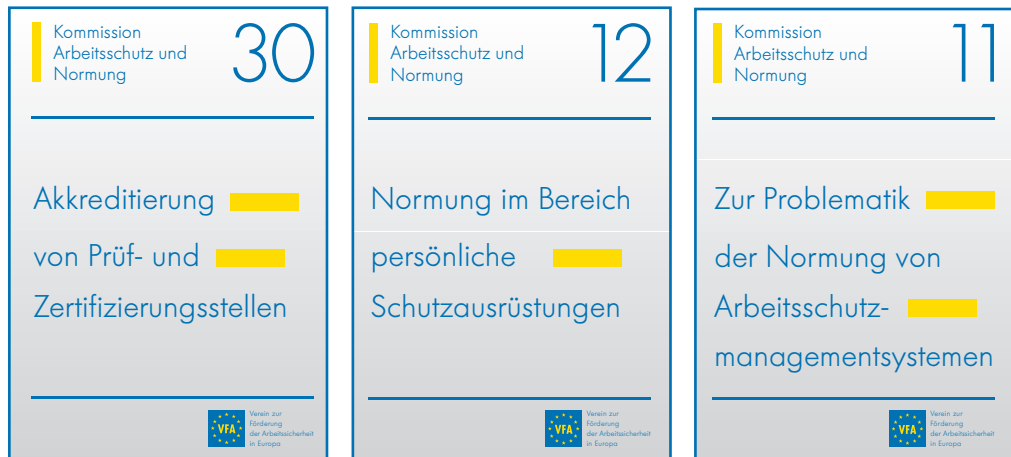 Kommission
Arbeitsschutz und
Normung
30
Akkreditierung
von Prüf- und
Zertifizierungsstellen
VFA
Verein zur
Förderung
der Arbeitssicherheit
in Europa
Kommission
Arbeitsschutz und
Normung
12
Normung im Bereich
persönliche
Schutzausrüstungen
VFA
Verein zur
Förderung
der Arbeitssicherheit
in Europa
Kommission
Arbeitsschutz und
Normung
11
Zur Problematik
der Normung von
Arbeitsschutz-
managementsystemen
VFA
Verein zur
Förderung
der Arbeitssicherheit
in Europa